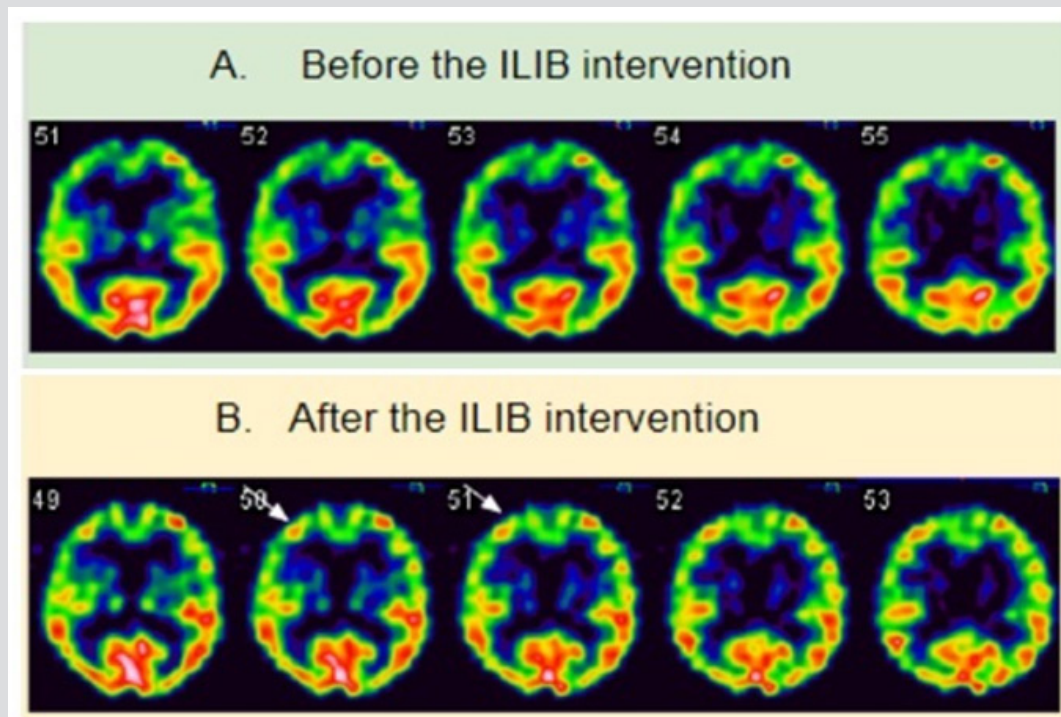 A. Before the ILIB intervention
51 52 53 54 55
B. After the ILIB intervention
49 50 51 52 53